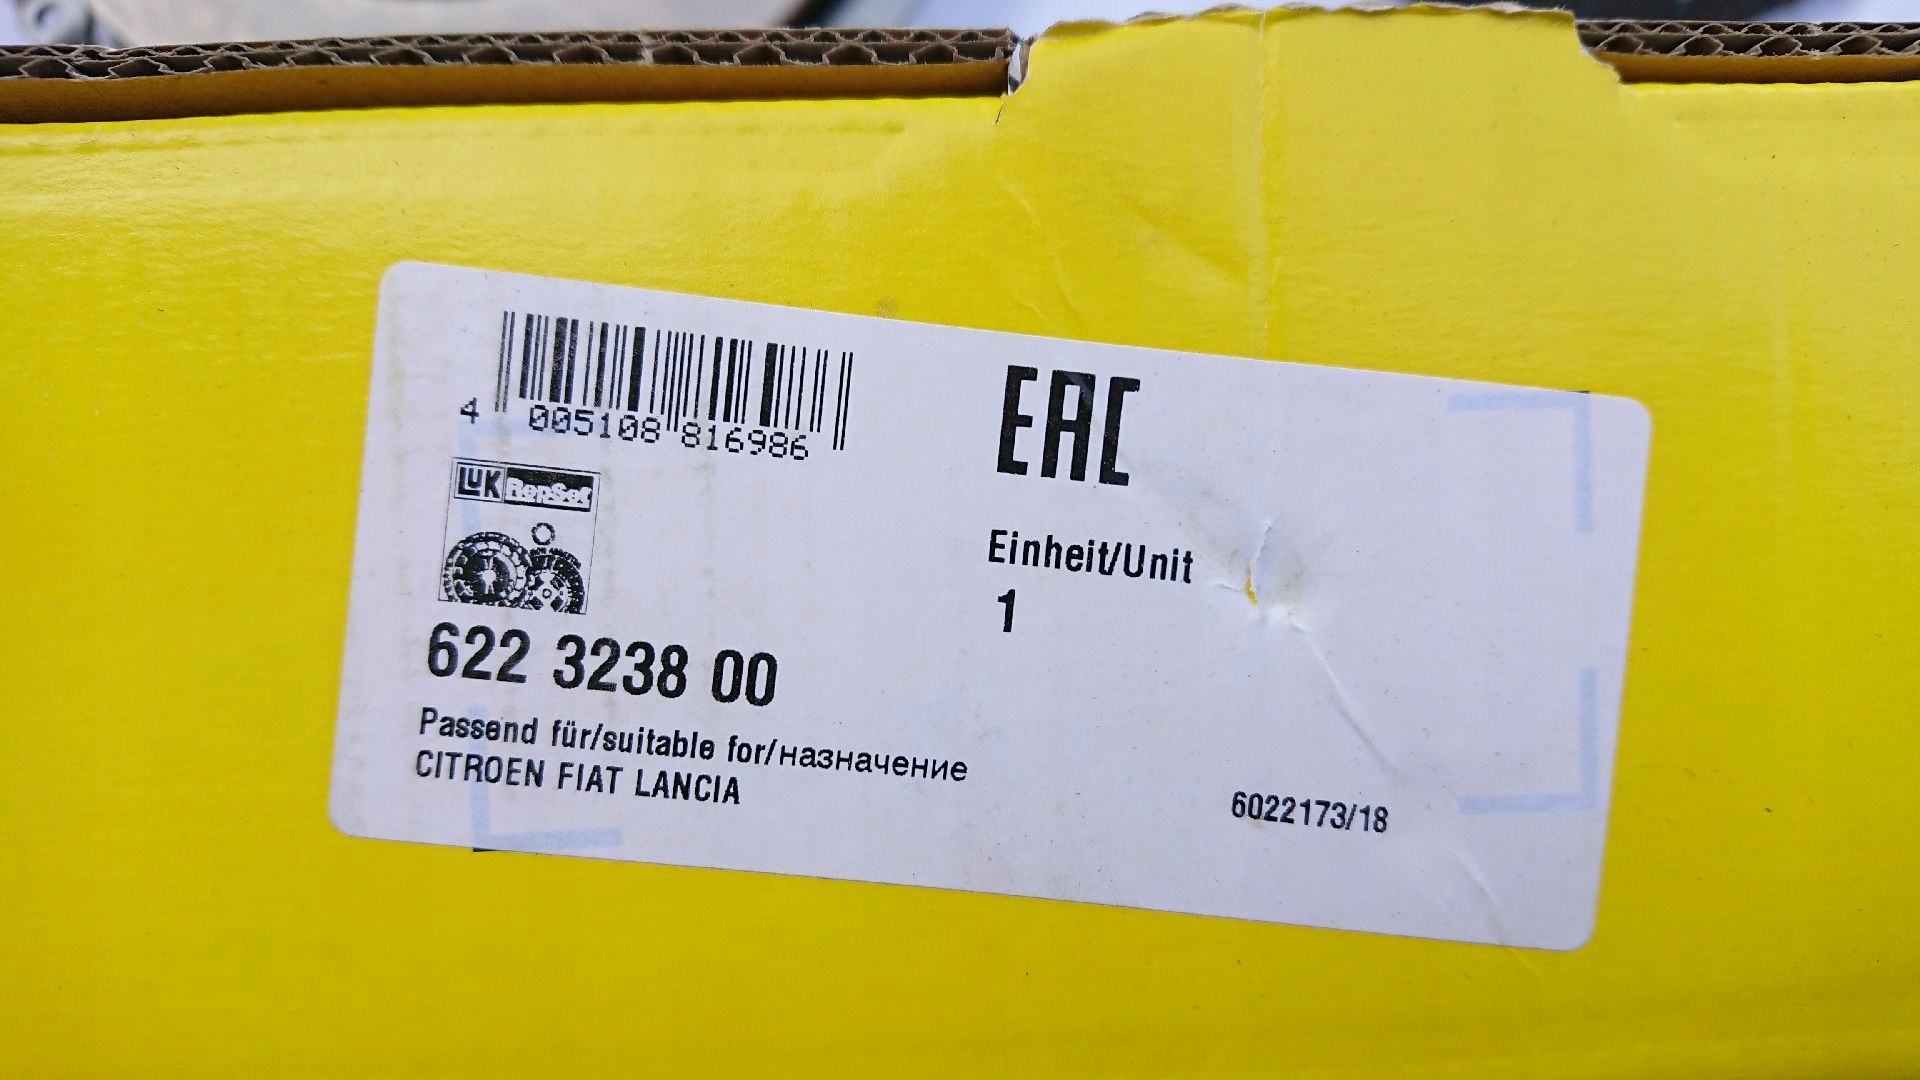 4 005108 816986
EAC
LUK RepSet
Einheit/Unit
1
622 3238 00
Passend für/suitable for/назначение
CITROEN FIAT LANCIA
6022173/18